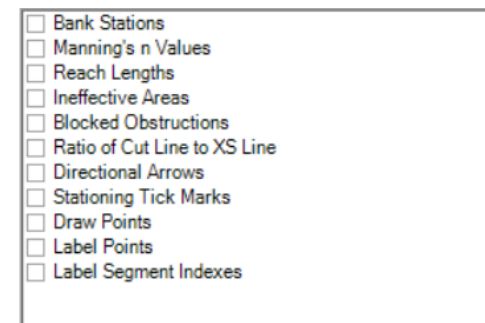 Bank Stations
Manning's n Values
Reach Lengths
Ineffective Areas
Blocked Obstructions
Ratio of Cut Line to XS Line
Directional Arrows
Stationing Tick Marks
Draw Points
Label Points
Label Segment Indexes